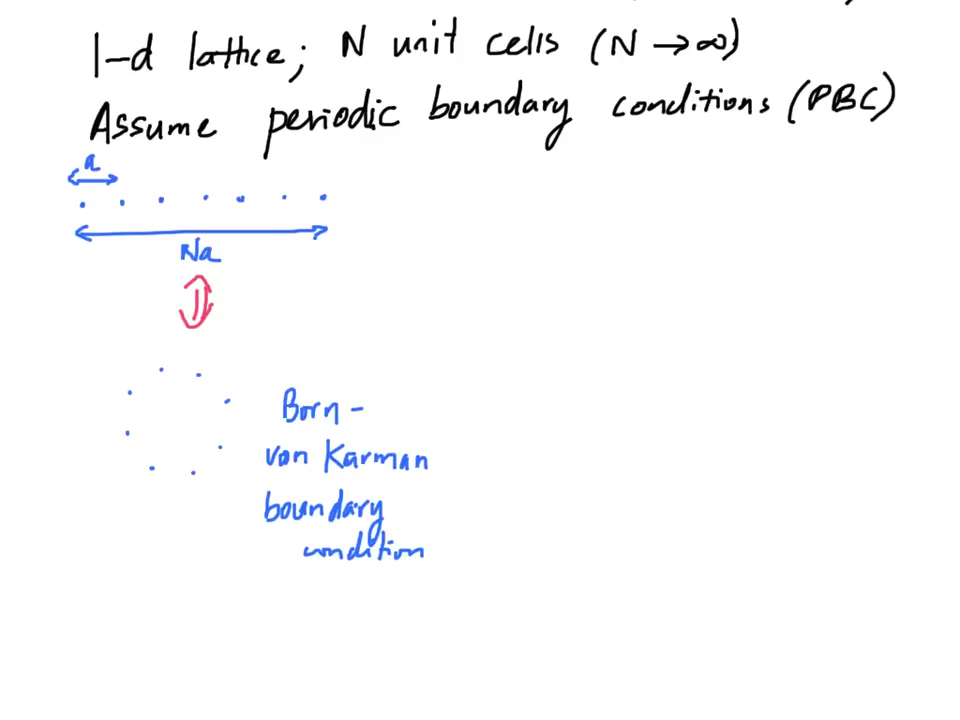 1-d lattice; N unit cells (N → ∞)
Assume periodic boundary conditions (PBC)
a
Na
Born -
von Karman
boundary
condition